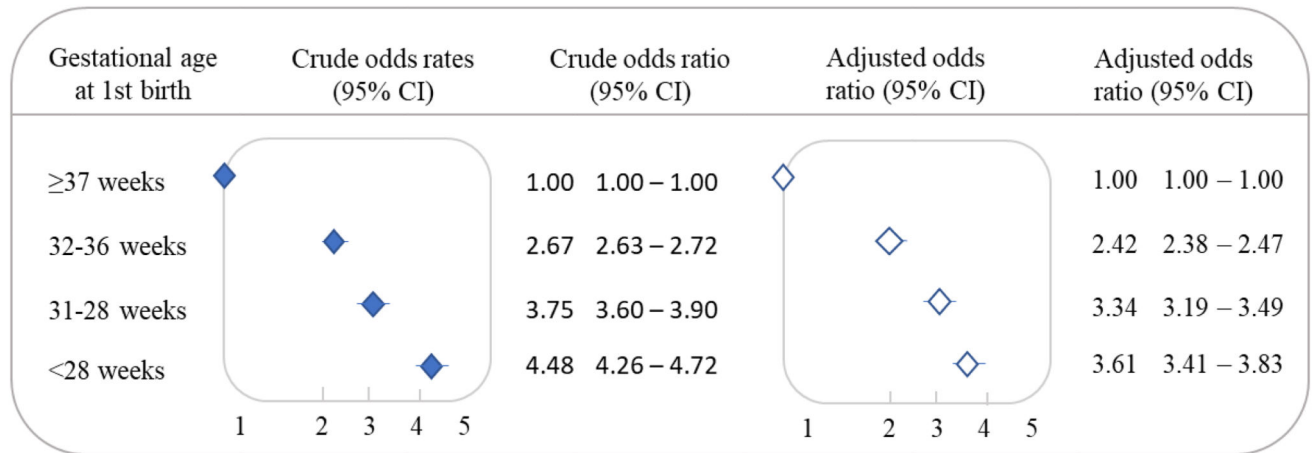 Gestational age
at 1st birth
Crude odds rates
(95% CI)
Crude odds ratio
(95% CI)
Adjusted odds
ratio (95% CI)
Adjusted odds
ratio (95% CI)
≥37 weeks
1.00 1.00 – 1.00
1.00 1.00 – 1.00
32-36 weeks
2.67 2.63 – 2.72
2.42 2.38 – 2.47
31-28 weeks
3.75 3.60 – 3.90
3.34 3.19 – 3.49
<28 weeks
4.48 4.26 – 4.72
3.61 3.41 – 3.83
1 2 3 4 5
1 2 3 4 5